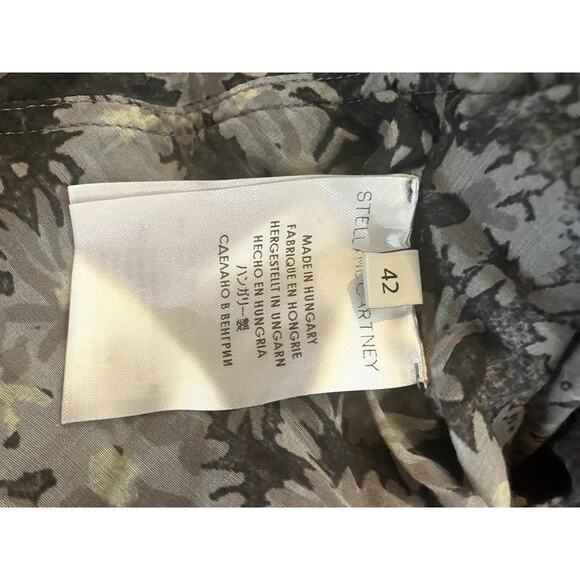 STELLA McCARTNEY
42
MADE IN HUNGARY
FABRIQUE EN HONGRIE
HERGESTELLT IN UNGARN
HECHO EN HUNGRIA
ハンガリー製
СДЕЛАНО В ВЕНГРИИ